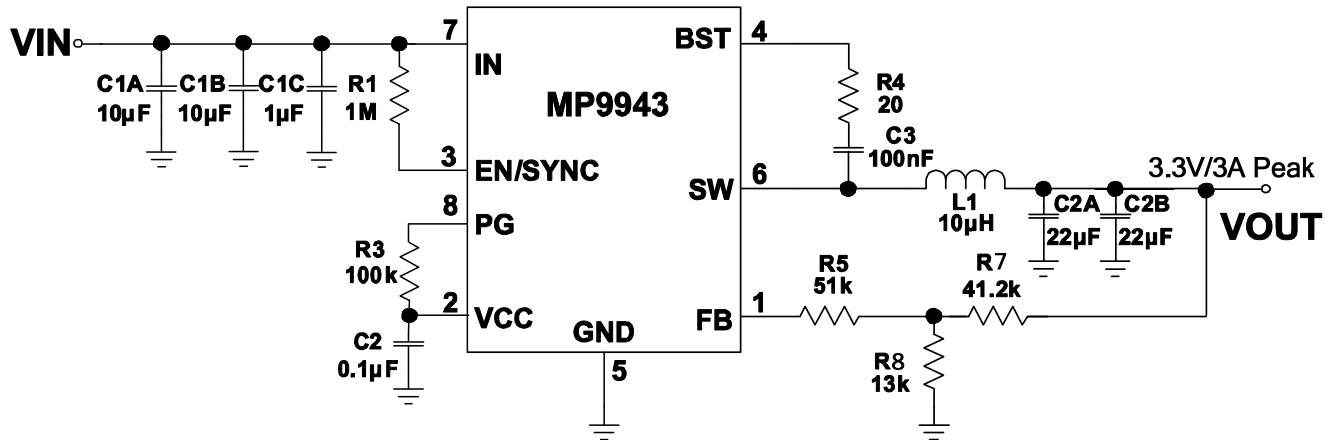 VIN
C1A
10µF
C1B
10µF
C1C
1µF
R1
1M
7
IN
3
EN/SYNC
8
PG
R3
100k
2
VCC
C2
0.1µF
MP9943
GND
5
BST
4
R4
20
C3
100nF
SW
6
L1
10µH
C2A
22µF
C2B
22µF
3.3V/3A Peak
VOUT
FB
1
R5
51k
R7
41.2k
R8
13k